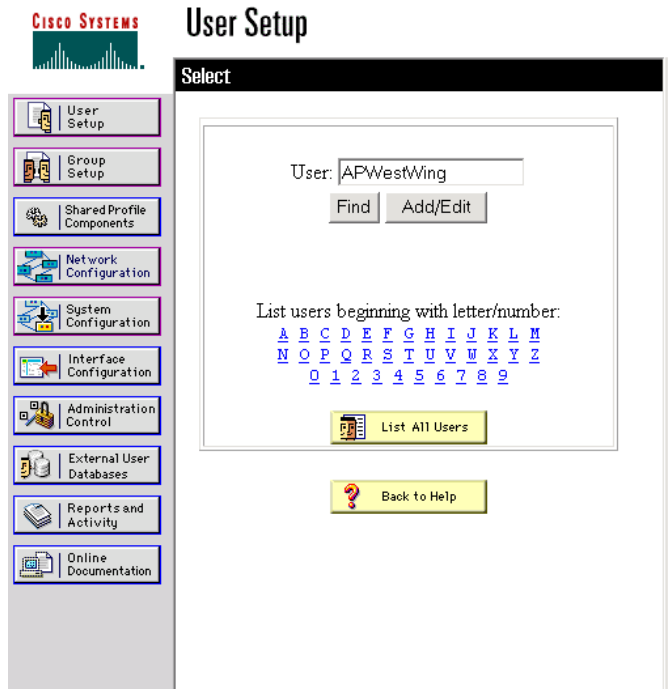 CISCO SYSTEMS
User Setup
Select
User Setup
Group Setup
Shared Profile Components
Network Configuration
System Configuration
Interface Configuration
Administration Control
External User Databases
Reports and Activity
Online Documentation
User: APWestWing
Find Add/Edit
List users beginning with letter/number:
A B C D E F G H I J K L M
N O P Q R S T U V W X Y Z
0 1 2 3 4 5 6 7 8 9
List All Users
Back to Help